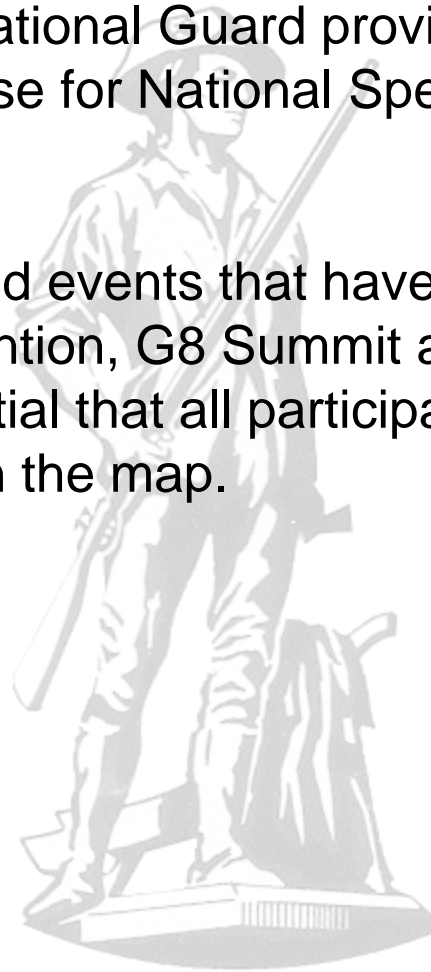 ational Guard provi
se for National Spe
d events that have
ntion, G8 Summit a
tial that all participa
n the map.